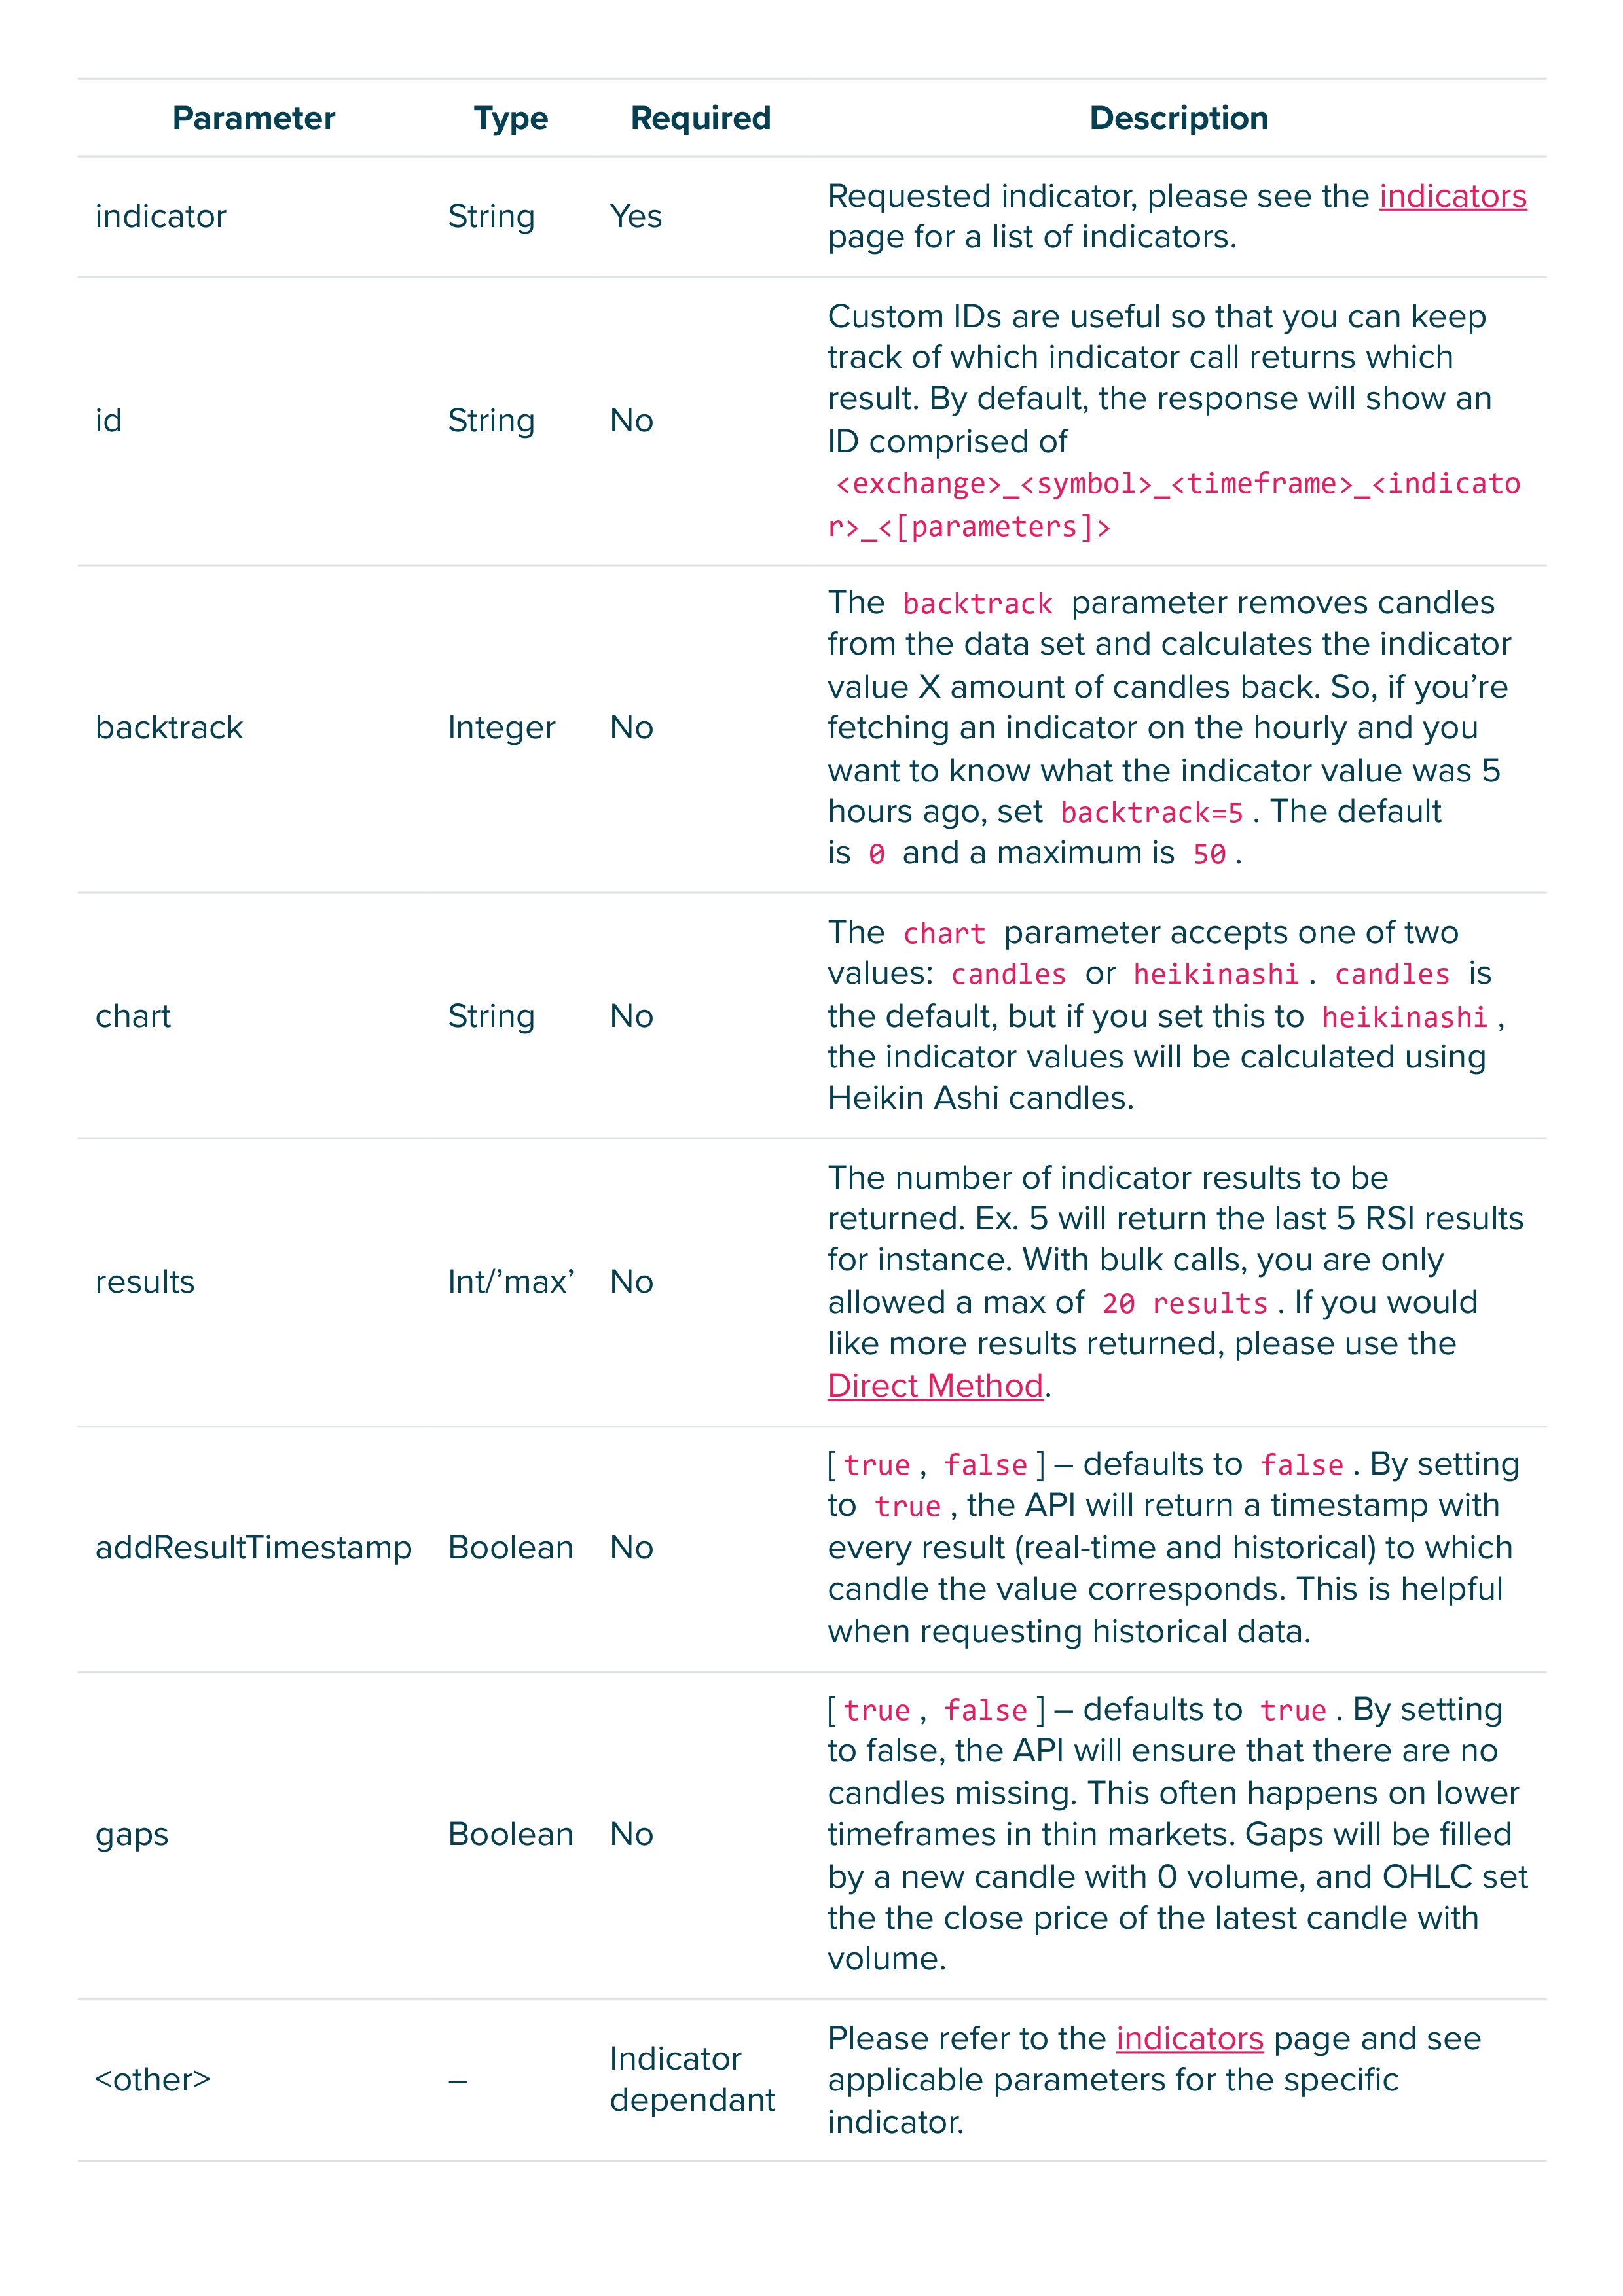 Parameter Type Required Description
indicator String Yes
Requested indicator, please see the indicators
page for a list of indicators.
id String No
Custom IDs are useful so that you can keep
track of which indicator call returns which
result. By default, the response will show an
ID comprised of
<exchange>_<symbol>_<timeframe>_<indicato
r>_<[parameters]>
backtrack Integer No
The backtrack parameter removes candles
from the data set and calculates the indicator
value X amount of candles back. So, if you’re
fetching an indicator on the hourly and you
want to know what the indicator value was 5
hours ago, set backtrack=5 . The default
is 0 and a maximum is 50 .
chart String No
The chart parameter accepts one of two
values: candles or heikinashi . candles is
the default, but if you set this to heikinashi ,
the indicator values will be calculated using
Heikin Ashi candles.
results Int/’max’ No
The number of indicator results to be
returned. Ex. 5 will return the last 5 RSI results
for instance. With bulk calls, you are only
allowed a max of 20 results . If you would
like more results returned, please use the
Direct Method.
addResultTimestamp Boolean No
[ true , false ] – defaults to false . By setting
to true , the API will return a timestamp with
every result (real-time and historical) to which
candle the value corresponds. This is helpful
when requesting historical data.
gaps Boolean No
[ true , false ] – defaults to true . By setting
to false, the API will ensure that there are no
candles missing. This often happens on lower
timeframes in thin markets. Gaps will be filled
by a new candle with 0 volume, and OHLC set
the the close price of the latest candle with
volume.
<other> – Indicator
dependant
Please refer to the indicators page and see
applicable parameters for the specific
indicator.